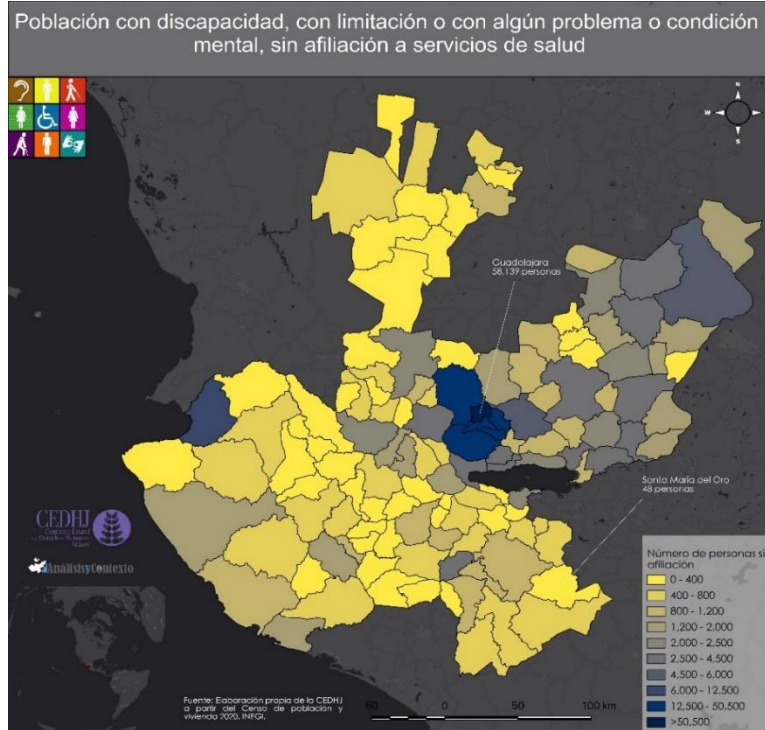 Población con discapacidad, con limitación o con algún problema o condición
mental, sin afiliación a servicios de salud
N
W
S
Guadalajara
58,139 personas
Santa María del Oro
48 personas
CEDHJ
AnálisisyContexto
Número de personas si
afiliación
0 - 400
400 - 800
800 - 1,200
1,200 - 2,000
2,000 - 2,500
2,500 - 4,500
4,500 - 6,000
6,000 - 12,500
12,500 - 50,500
>50,500
Fuente: Elaboración propia de la CEDHJ
a partir del Censo de población y
vivienda 2020, INEGI.
50 0 50 100 km